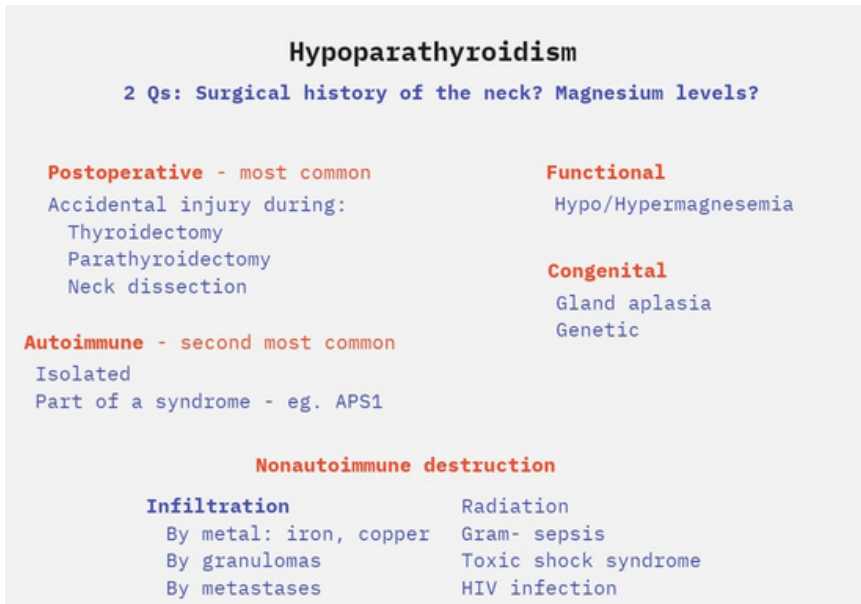 Hypoparathyroidism
2 Qs: Surgical history of the neck? Magnesium levels?
Postoperative - most common
Accidental injury during:
Thyroidectomy
Parathyroidectomy
Neck dissection
Autoimmune - second most common
Isolated
Part of a syndrome - eg. APS1
Functional
Hypo/Hypermagnesemia
Congenital
Gland aplasia
Genetic
Nonautoimmune destruction
Infiltration
By metal: iron, copper
By granulomas
By metastases
Radiation
Gram- sepsis
Toxic shock syndrome
HIV infection